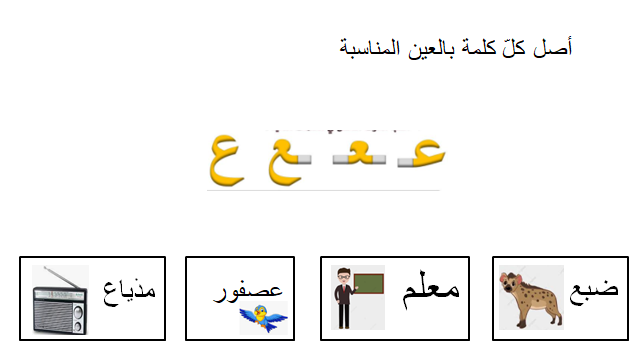 أصل كلّ كلمة بالعين المناسبة
عـ ـعـ ـع ع
ضبع
معلم
عصفور
مذياع